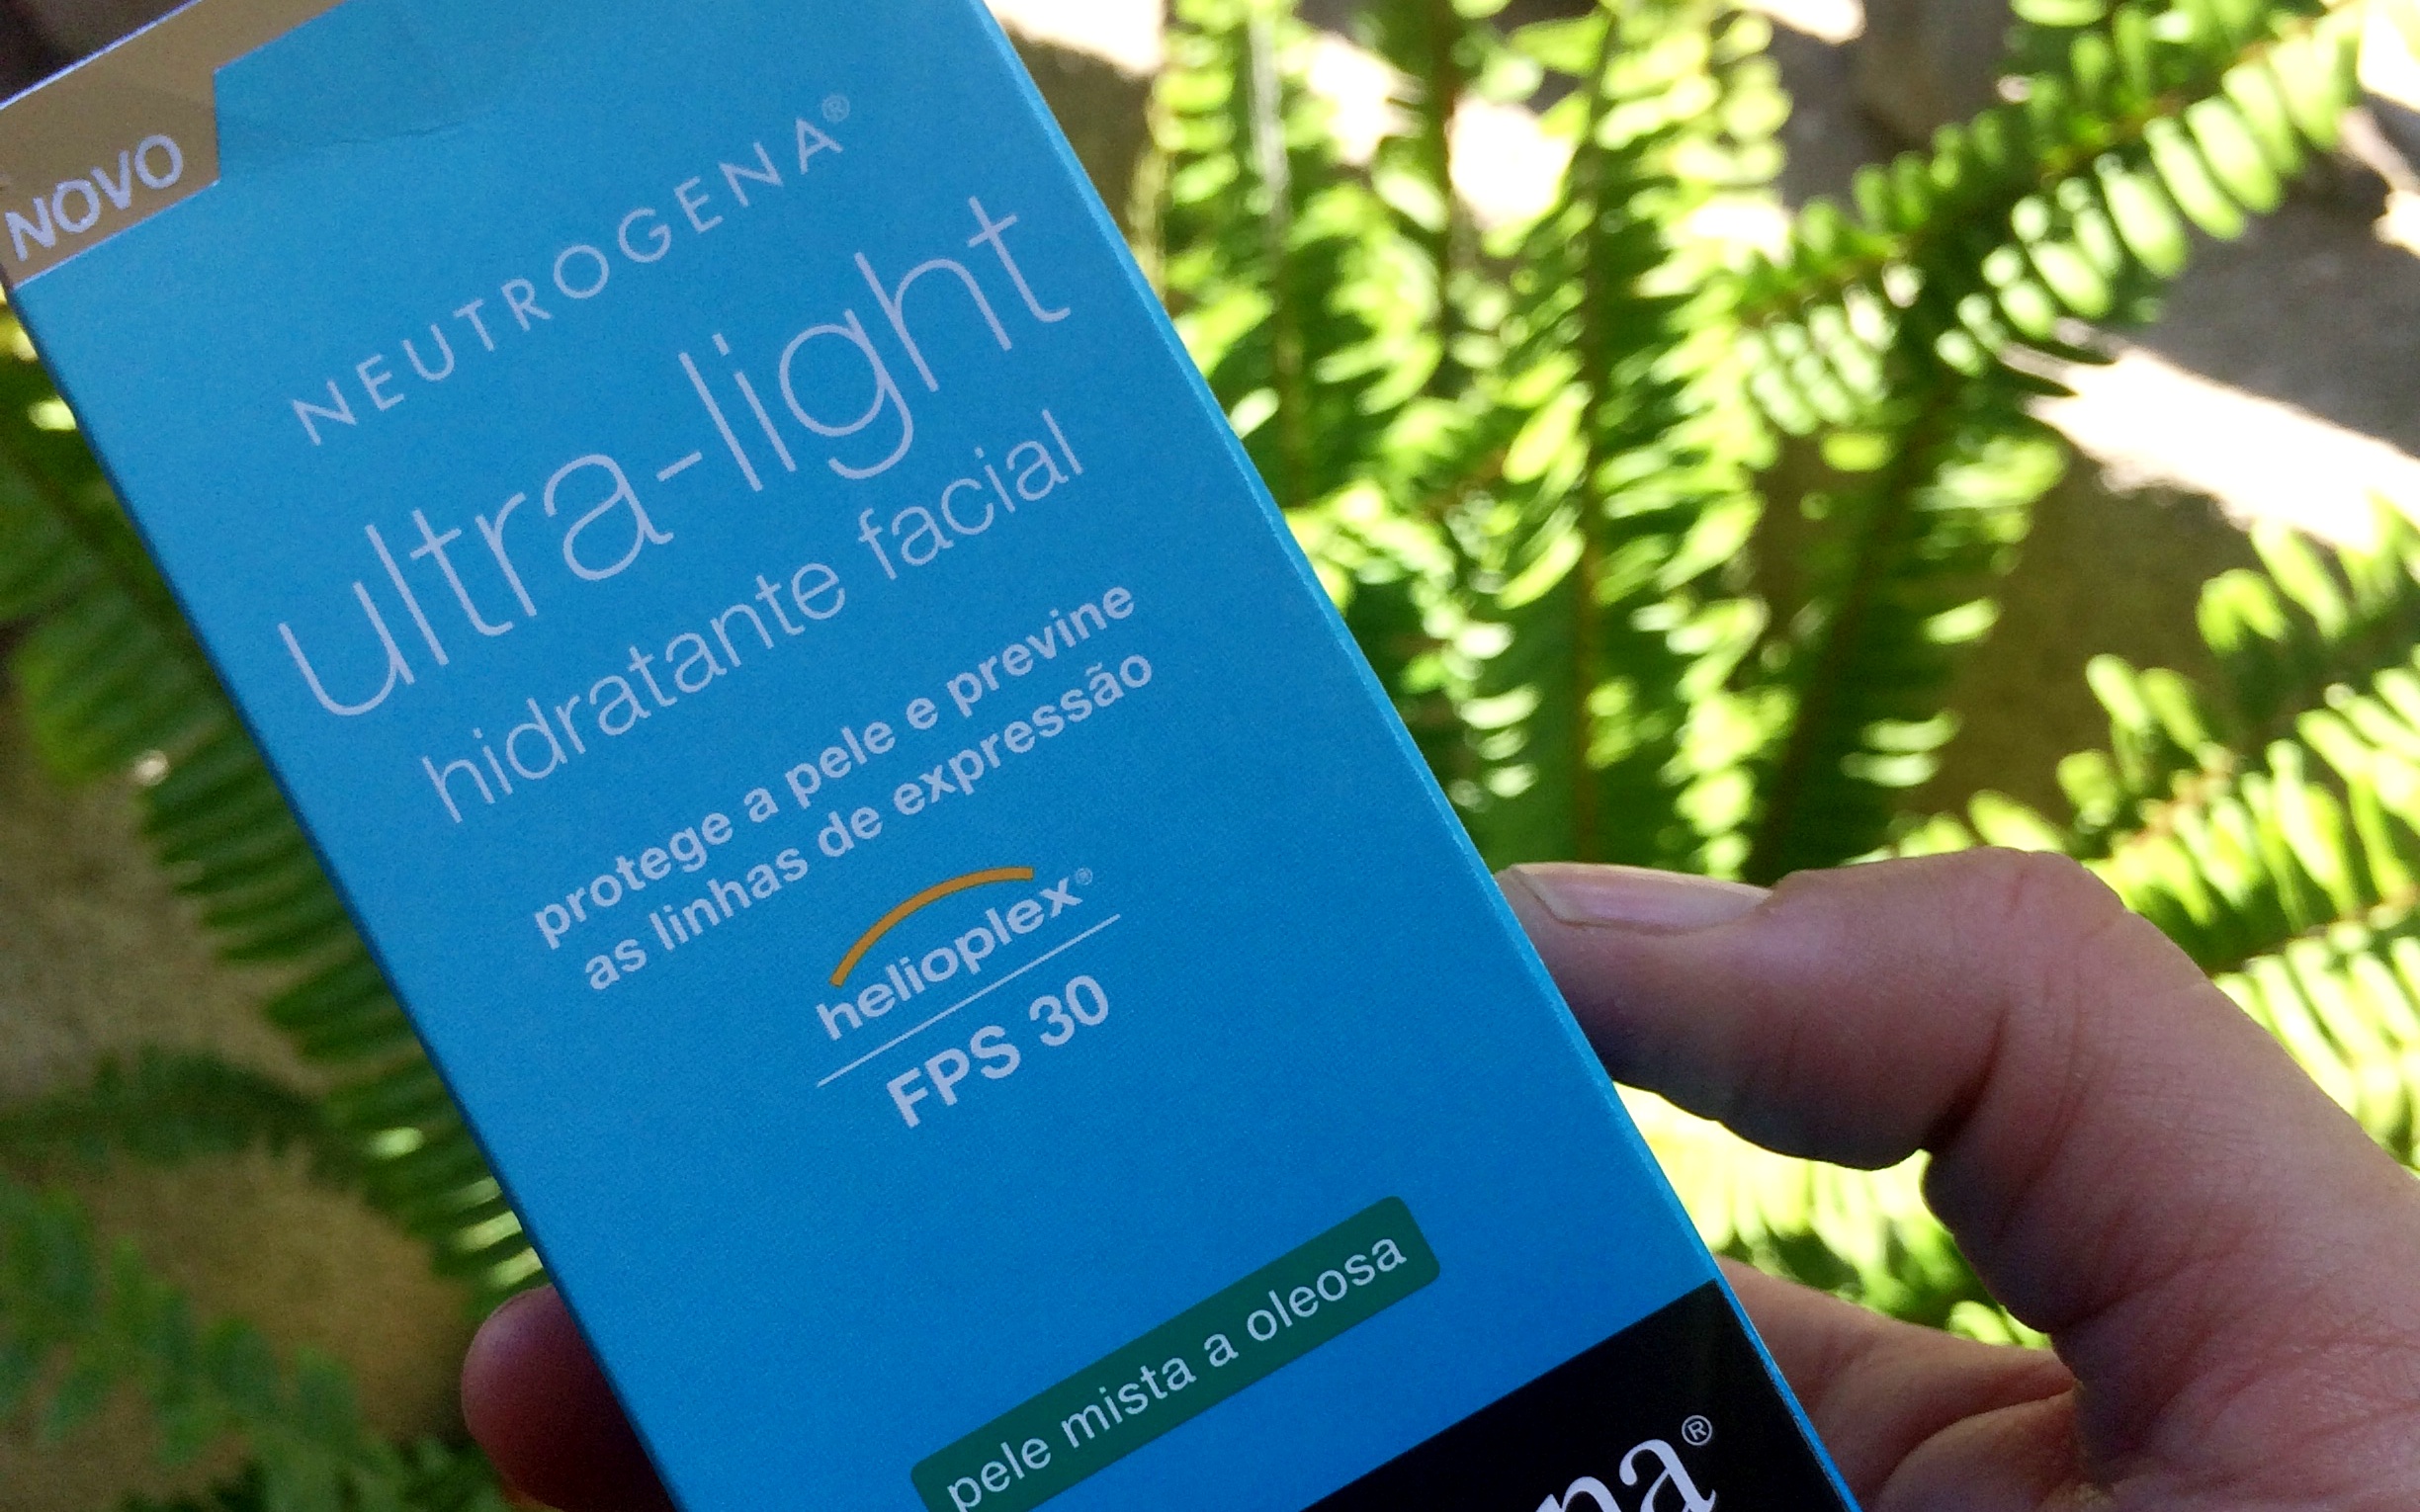 NOVO
NEUTROGENA®
ultra-light
hidratante facial
protege a pele e previne
as linhas de expressão
helioplex®
FPS 30
pele mista a oleosa